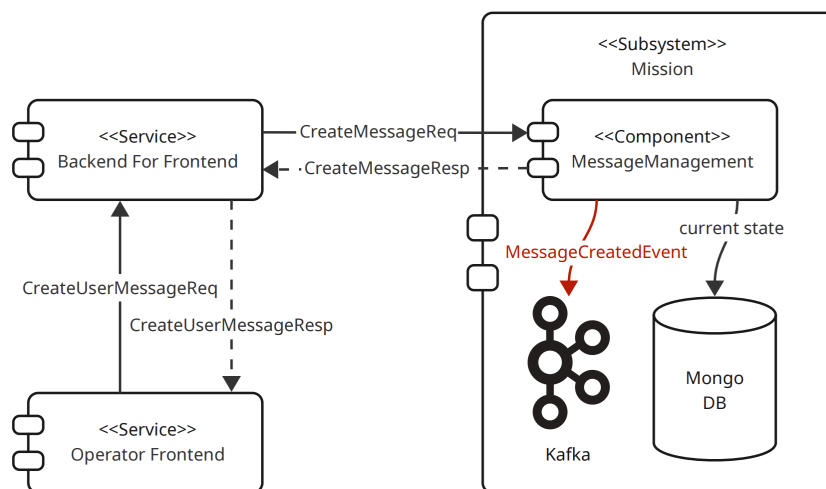 <<Subsystem>>
Mission
<<Service>>
Backend For Frontend
CreateMessageReq
CreateMessageResp
<<Component>>
MessageManagement
current state
MessageCreatedEvent
CreateUserMessageReq
CreateUserMessageResp
Mongo
DB
<<Service>>
Operator Frontend
Kafka